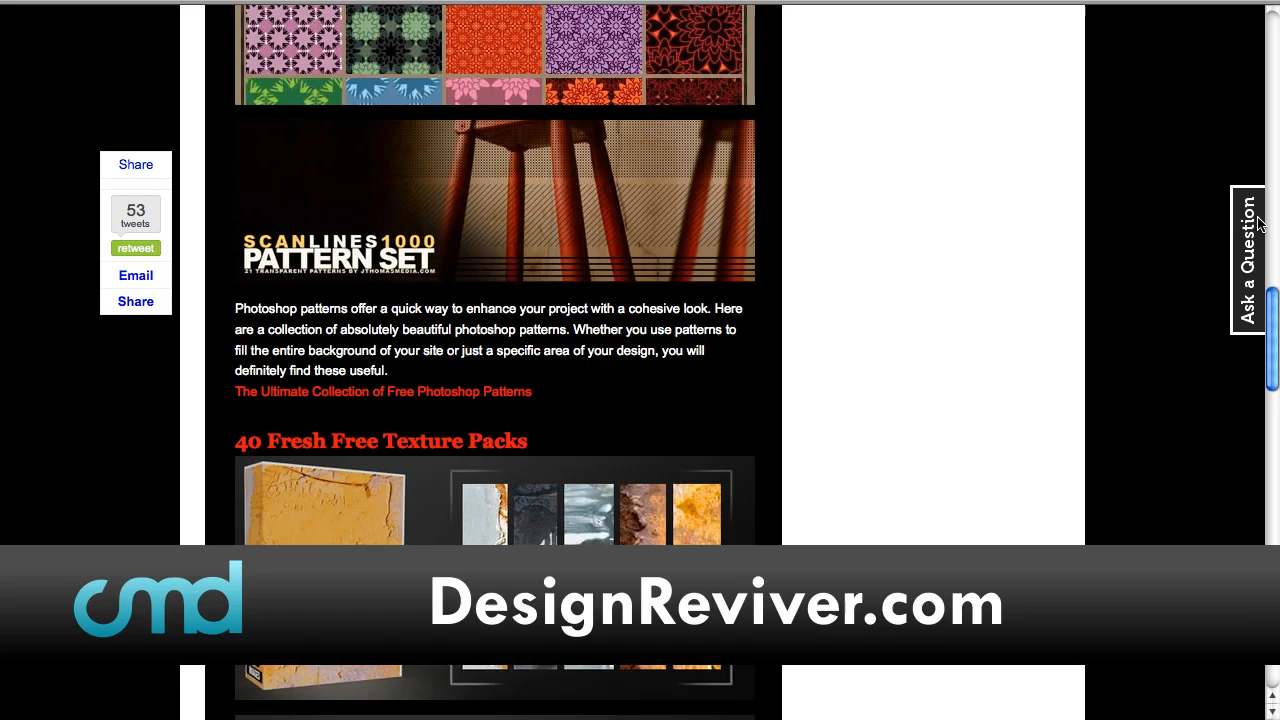 Share
53
tweets
retweet
Email
Share
SCANLINES1000
PATTERN SET
21 TRANSPARENT PATTERNS BY JTHOMASMEDIA.COM
Ask a Question
Photoshop patterns offer a quick way to enhance your project with a cohesive look. Here
are a collection of absolutely beautiful photoshop patterns. Whether you use patterns to
fill the entire background of your site or just a specific area of your design, you will
definitely find these useful.
The Ultimate Collection of Free Photoshop Patterns
40 Fresh Free Texture Packs
cmd
DesignReviver.com